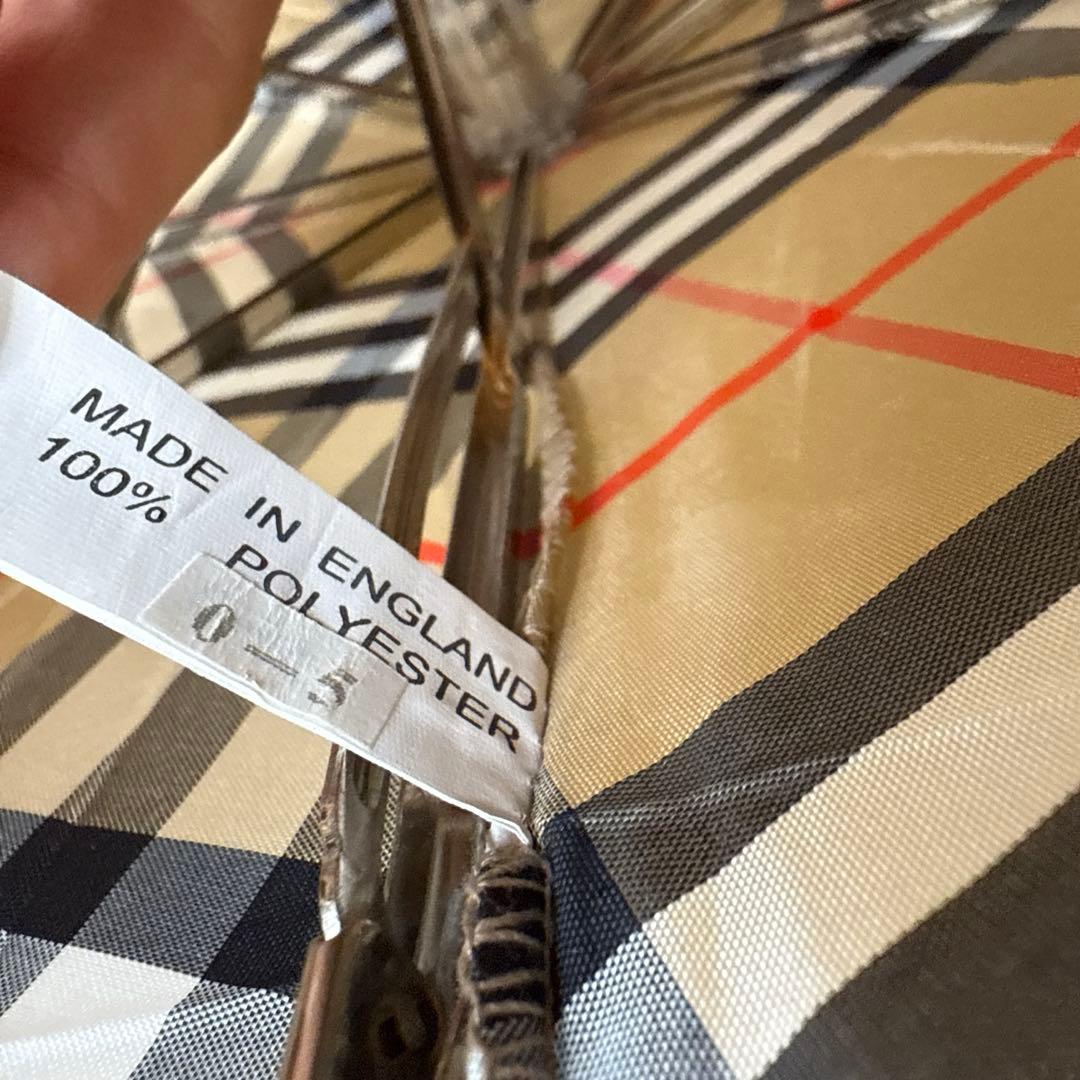 MADE IN ENGLAND
100% POLYESTER
0-5